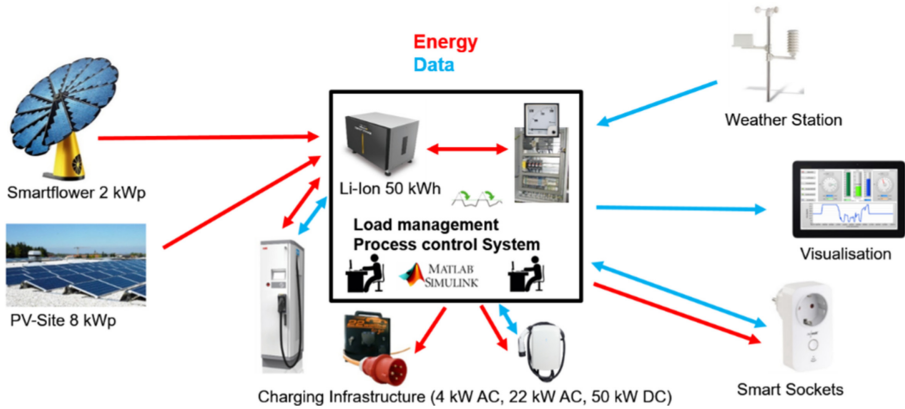 Energy
Data
Smartflower 2 kWp
PV-Site 8 kWp
Li-Ion 50 kWh
Load management
Process control System
MATLAB
SIMULINK
Charging Infrastructure (4 kW AC, 22 kW AC, 50 kW DC)
Weather Station
Visualisation
Smart Sockets